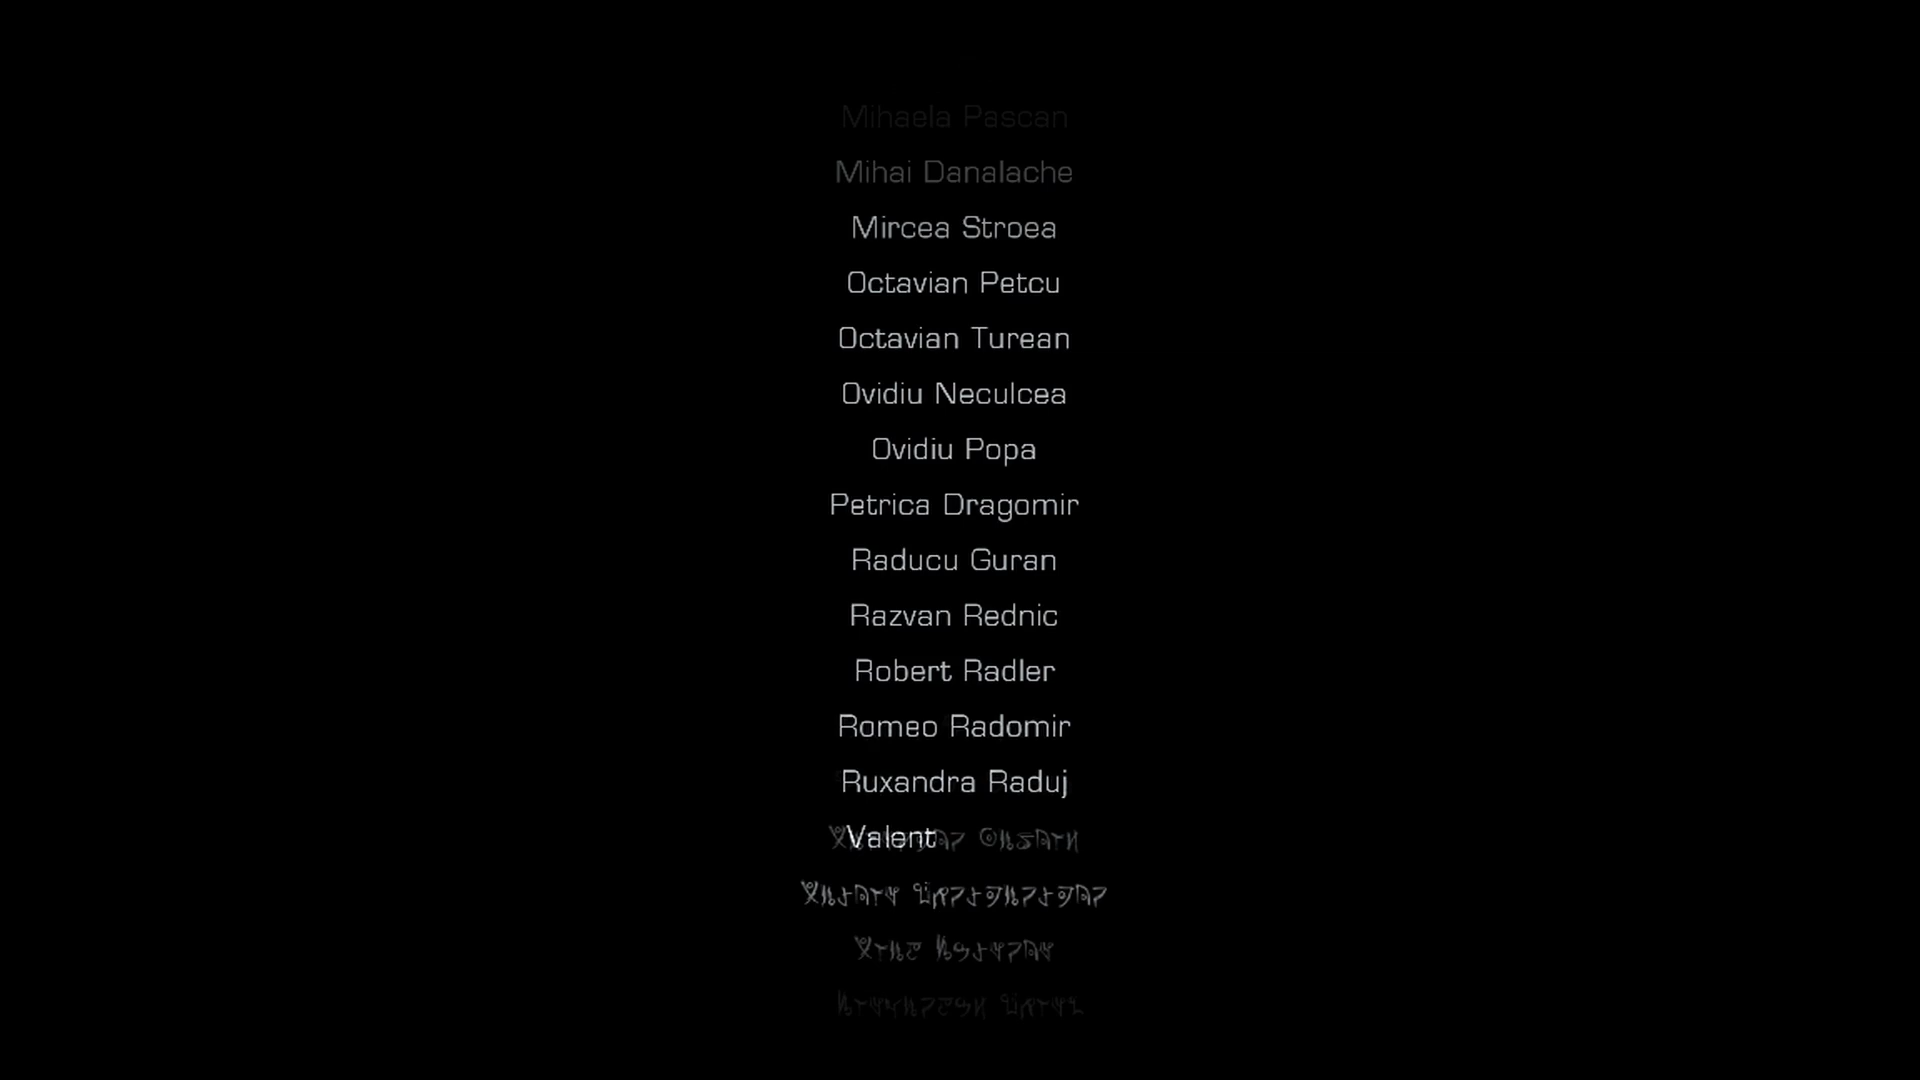 Mihaela Pascan
Mihai Danalache
Mircea Stroea
Octavian Petcu
Octavian Turean
Ovidiu Neculcea
Ovidiu Popa
Petrica Dragomir
Raducu Guran
Razvan Rednic
Robert Radler
Romeo Radomir
Ruxandra Raduj
Valent